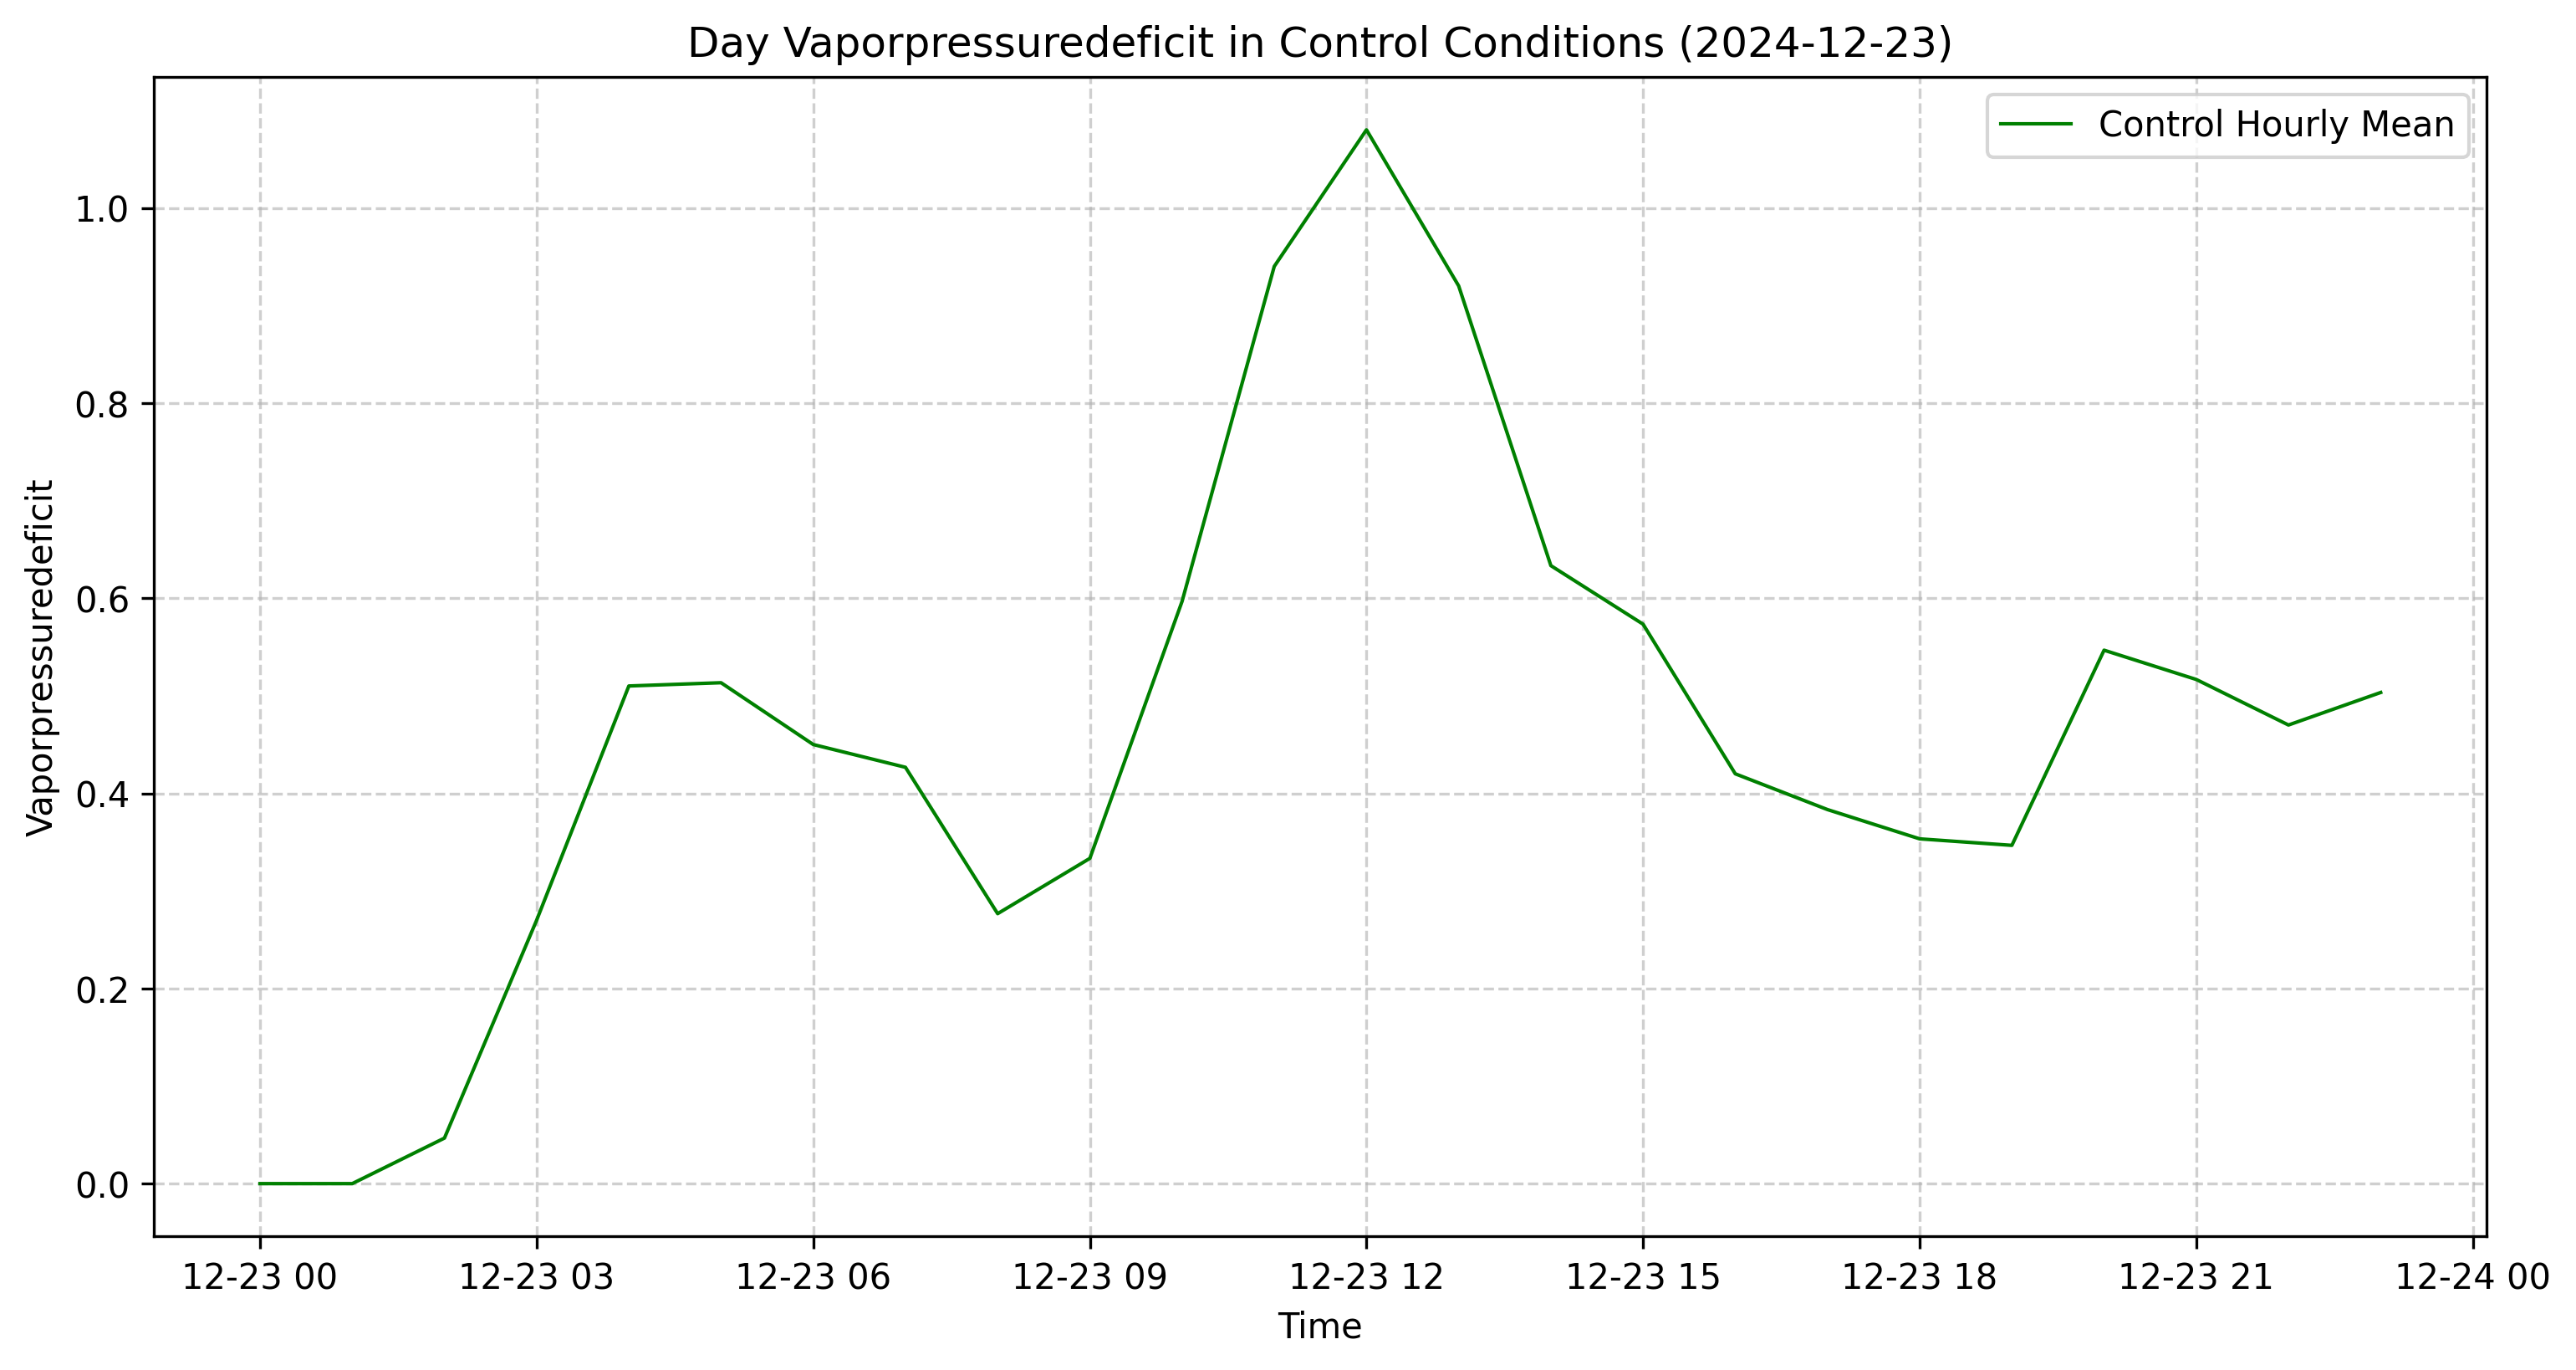 Day Vaporpressuredeficit in Control Conditions (2024-12-23)
Control Hourly Mean
Vaporpressuredeficit
1.0
0.8
0.6
0.4
0.2
0.0
12-23 00 12-23 03 12-23 06 12-23 09 12-23 12 12-23 15 12-23 18 12-23 21 12-24 00
Time